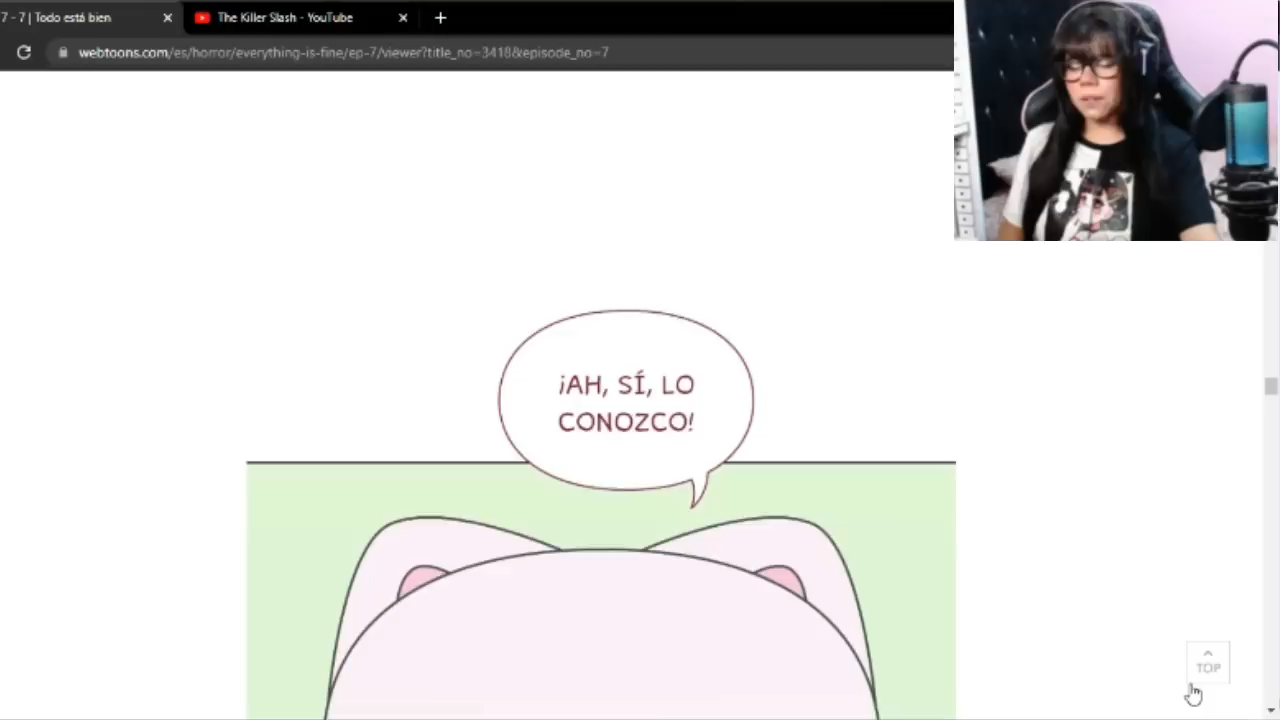 7 - 7 | Todo está bien
The Killer Slash - YouTube
webtoons.com/es/horror/everything-is-fine/ep-7/viewer?title_no=3418&episode_no=7
¡AH, SÍ, LO
CONOZCO!
TOP